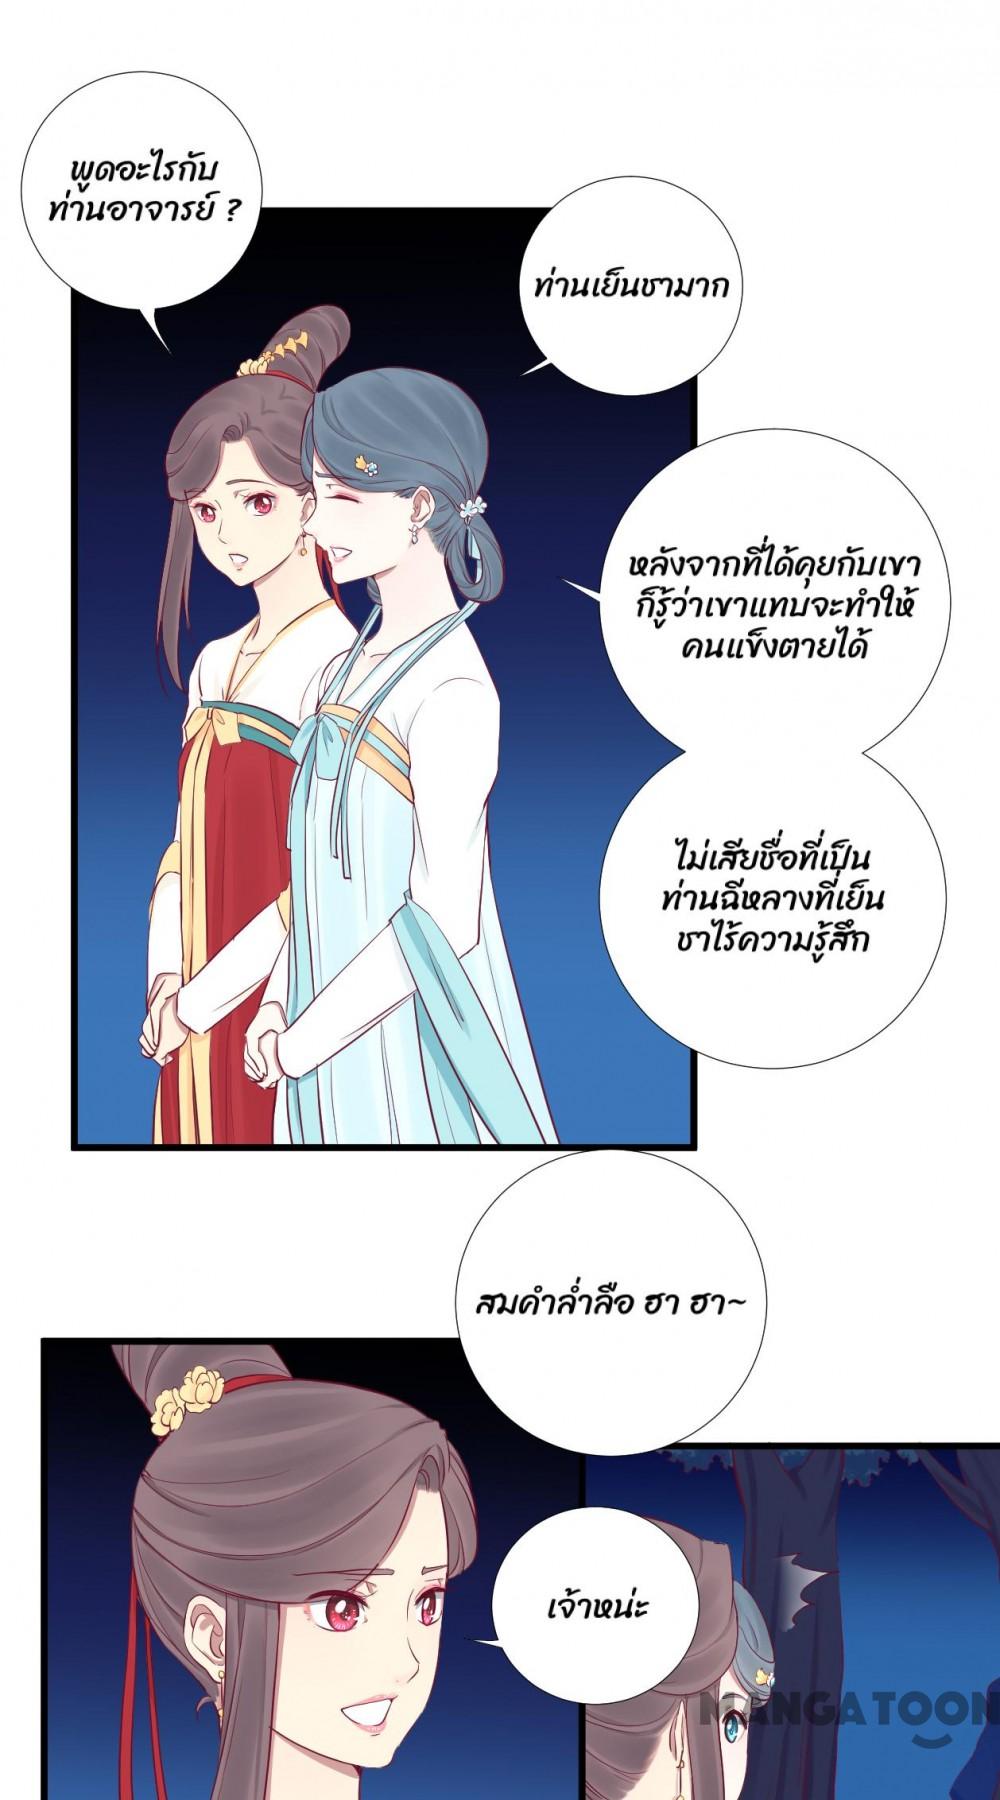 พูดอะไรกับ
ท่านอาจารย์ ?
ท่านเย็นชามาก
หลังจากที่ได้คุยกับเขา
ก็รู้ว่าเขาแทบจะทำให้
คนแข็งตายได้
ไม่เสียชื่อที่เป็น
ท่านฉีหลางที่เย็น
ชาไร้ความรู้สึก
สมคำล่ำลือ ฮา ฮา~
เจ้าหน่ะ
MANGATOON